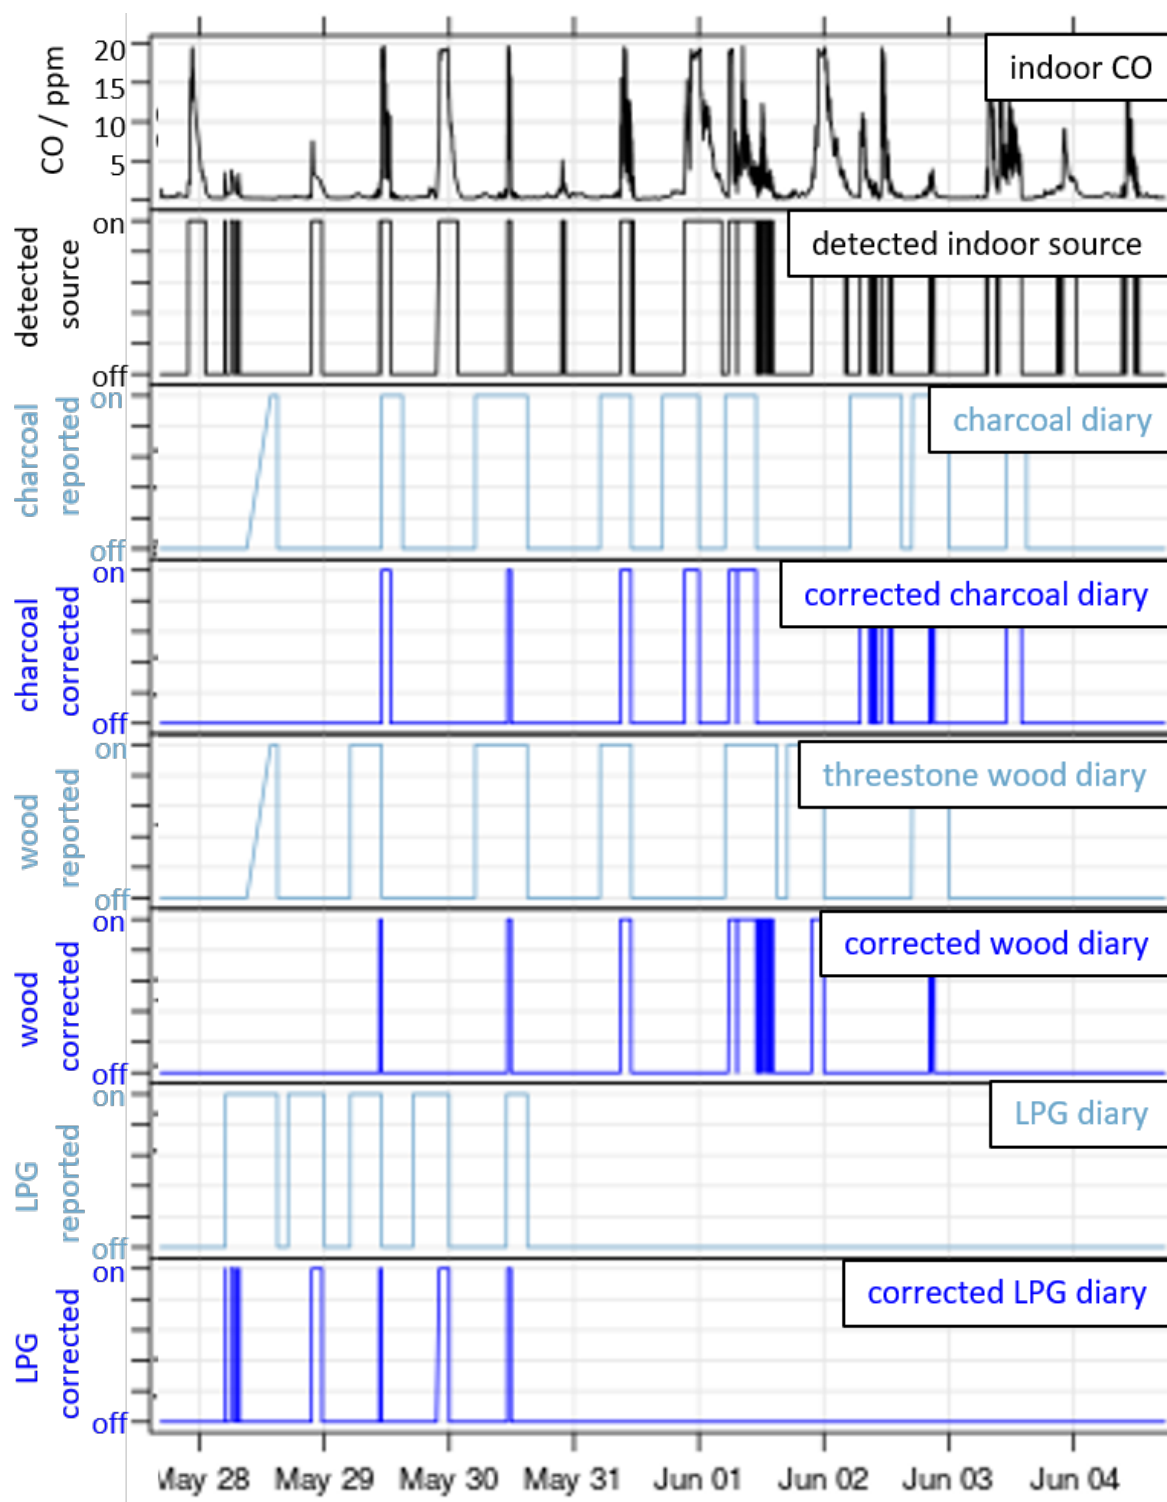 CO / ppm
20
15
10
5
indoor CO
detected
source
on
off
detected indoor source
charcoal
reported
on
off
charcoal diary
charcoal
corrected
on
off
corrected charcoal diary
wood
reported
on
off
threestone wood diary
wood
corrected
on
off
corrected wood diary
LPG
reported
on
off
LPG diary
LPG
corrected
on
off
corrected LPG diary
May 28 May 29 May 30 May 31 Jun 01 Jun 02 Jun 03 Jun 04